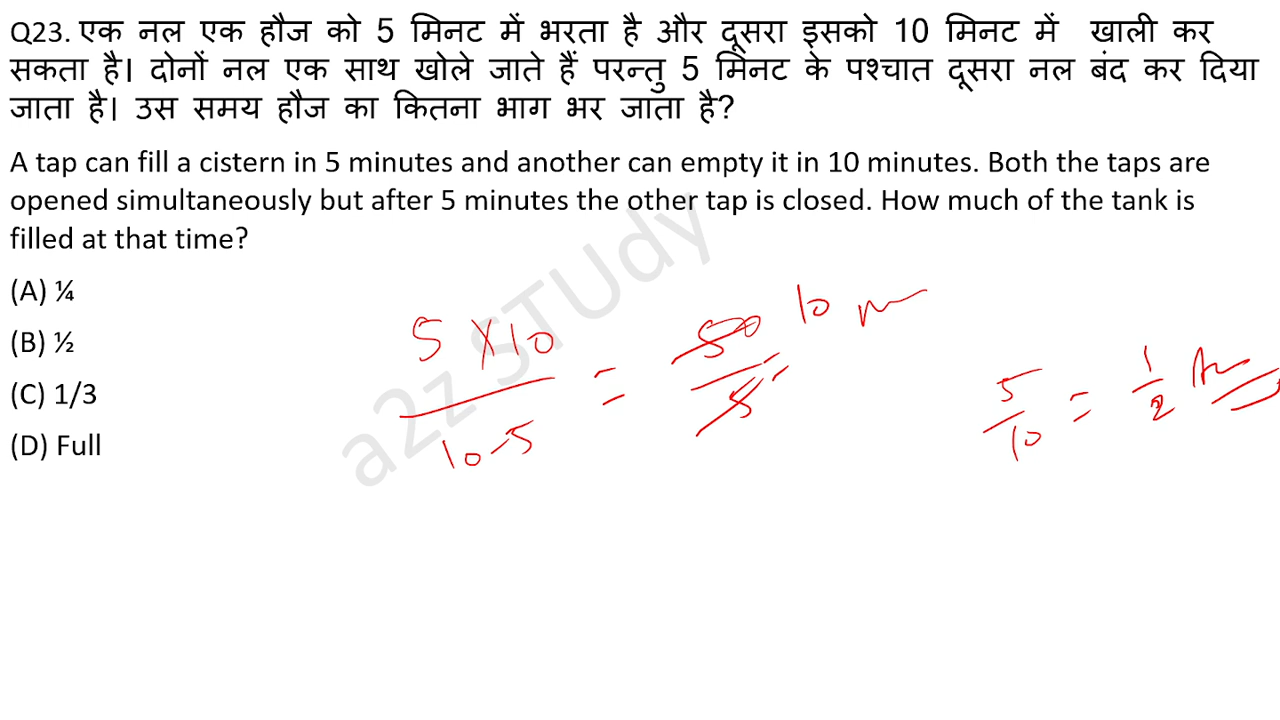 Q23. एक नल एक हौज को 5 मिनट में भरता है और दूसरा इसको 10 मिनट में खाली कर
सकता है। दोनों नल एक साथ खोले जाते हैं परन्तु 5 मिनट के पश्चात दूसरा नल बंद कर दिया
जाता है। उस समय हौज का कितना भाग भर जाता है?
A tap can fill a cistern in 5 minutes and another can empty it in 10 minutes. Both the taps are
opened simultaneously but after 5 minutes the other tap is closed. How much of the tank is
filled at that time?
(A) ¼
(B) ½
(C) 1/3
(D) Full
a2z STUdy
5 X 10
10-5
=
50
5
=
10 m
5
10
=
1
2